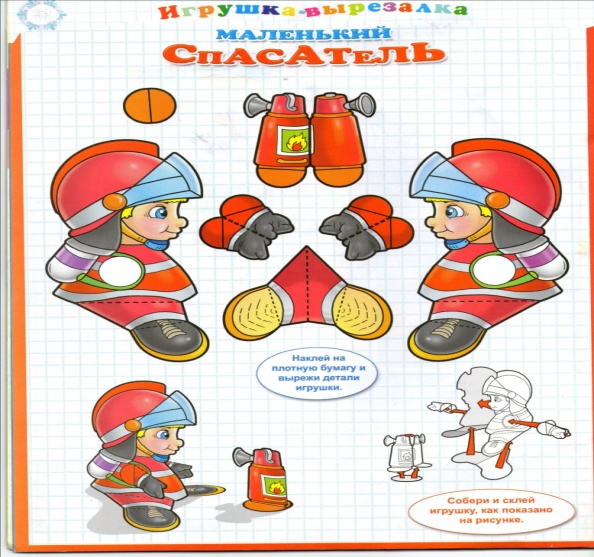 Игрушка-вырезалка
МАЛЕНЬКИЙ
СПАСАТЕЛЬ
Наклей на
плотную бумагу и
вырежи детали
игрушки.
Собери и склей
игрушку, как показано
на рисунке.